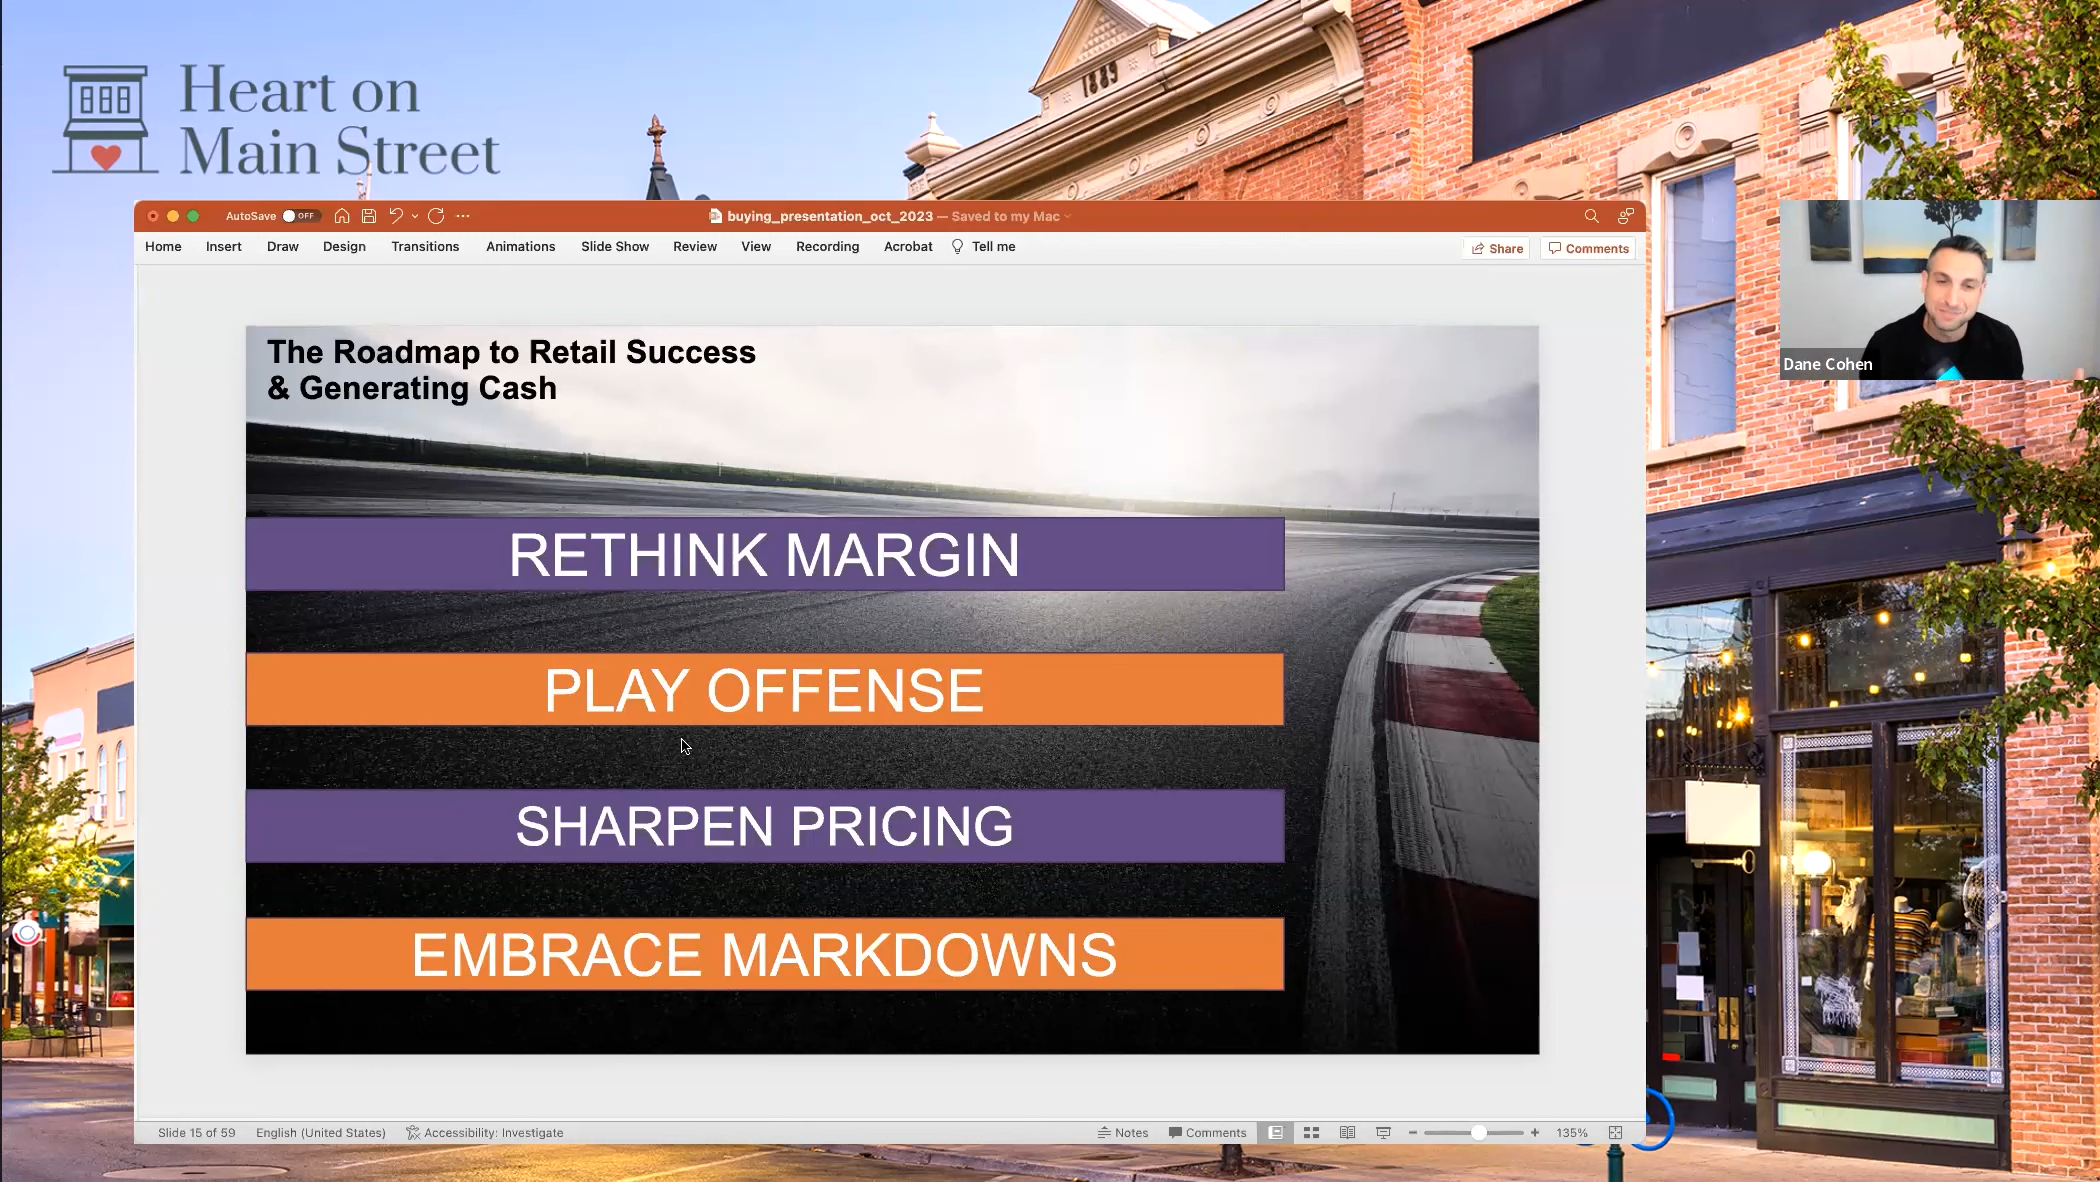 1889
Heart on
Main Street
AutoSave OFF
buying_presentation_oct_2023 — Saved to my Mac
Home Insert Draw Design Transitions Animations Slide Show Review View Recording Acrobat Tell me
Share Comments
The Roadmap to Retail Success
& Generating Cash
Dane Cohen
RETHINK MARGIN
PLAY OFFENSE
SHARPEN PRICING
EMBRACE MARKDOWNS
Slide 15 of 59 English (United States) Accessibility: Investigate Notes Comments 135%